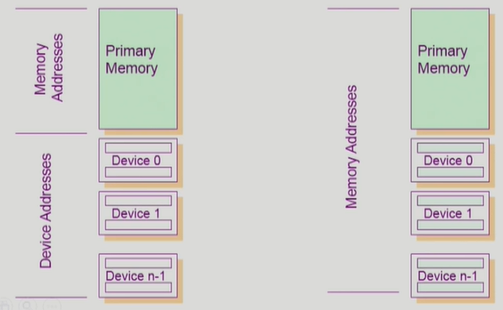 Memory
Addresses
Primary
Memory
Device Addresses
Device 0
Device 1
Device n-1
Memory Addresses
Primary
Memory
Device 0
Device 1
Device n-1